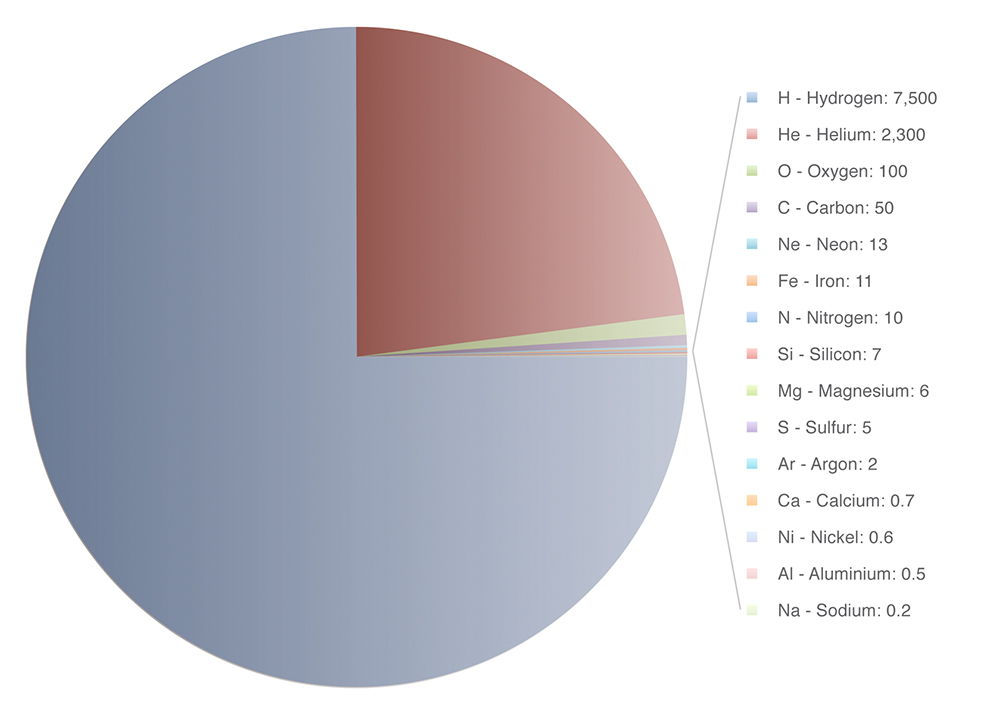 H - Hydrogen: 7,500
He - Helium: 2,300
O - Oxygen: 100
C - Carbon: 50
Ne - Neon: 13
Fe - Iron: 11
N - Nitrogen: 10
Si - Silicon: 7
Mg - Magnesium: 6
S - Sulfur: 5
Ar - Argon: 2
Ca - Calcium: 0.7
Ni - Nickel: 0.6
Al - Aluminium: 0.5
Na - Sodium: 0.2